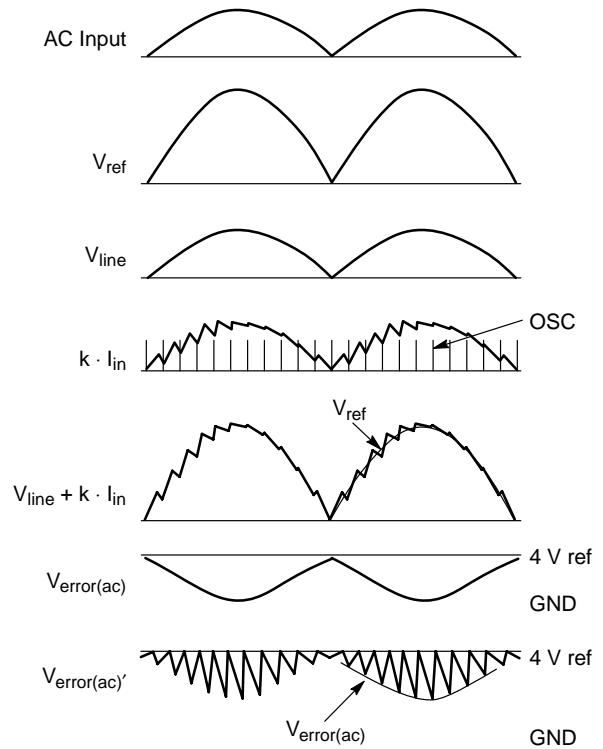 AC Input
V_ref
V_line
OSC
k · I_in
V_ref
V_line + k · I_in
4 V ref
V_error(ac)
GND
4 V ref
V_error(ac)'
V_error(ac)
GND